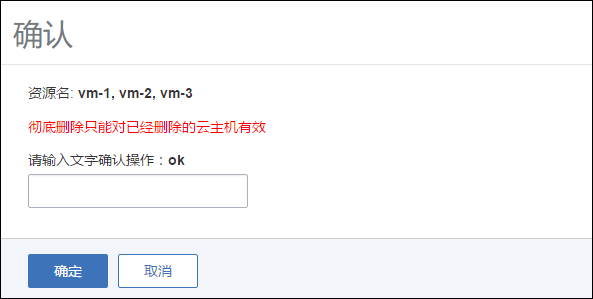 确认
资源名: vm-1, vm-2, vm-3
彻底删除只能对已经删除的云主机有效
请输入文字确认操作：ok
确定
取消